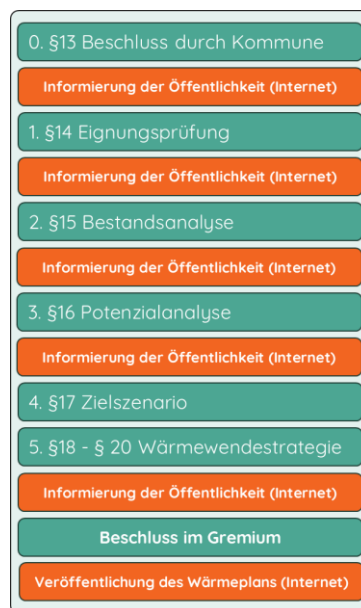 0. §13 Beschluss durch Kommune
Informierung der Öffentlichkeit (Internet)
1. §14 Eignungsprüfung
Informierung der Öffentlichkeit (Internet)
2. §15 Bestandsanalyse
Informierung der Öffentlichkeit (Internet)
3. §16 Potenzialanalyse
Informierung der Öffentlichkeit (Internet)
4. §17 Zielszenario
5. §18 - § 20 Wärmewendestrategie
Informierung der Öffentlichkeit (Internet)
Beschluss im Gremium
Veröffentlichung des Wärmeplans (Internet)